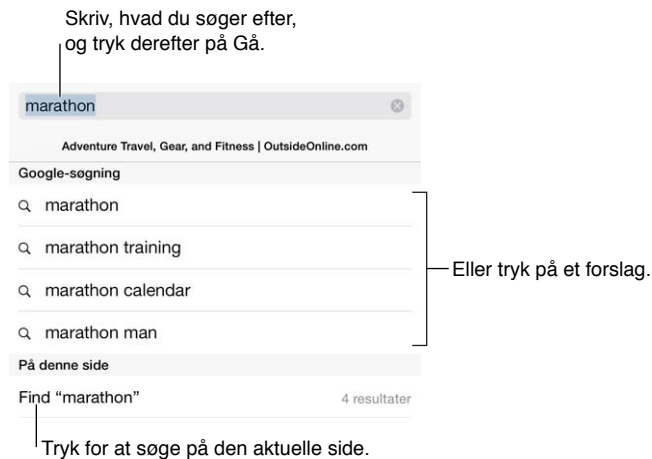 Skriv, hvad du søger efter,
og tryk derefter på Gå.
marathon
Adventure Travel, Gear, and Fitness | OutsideOnline.com
Google-søgning
marathon
marathon training
marathon calendar
marathon man
Eller tryk på et forslag.
På denne side
Find “marathon”
4 resultater
Tryk for at søge på den aktuelle side.